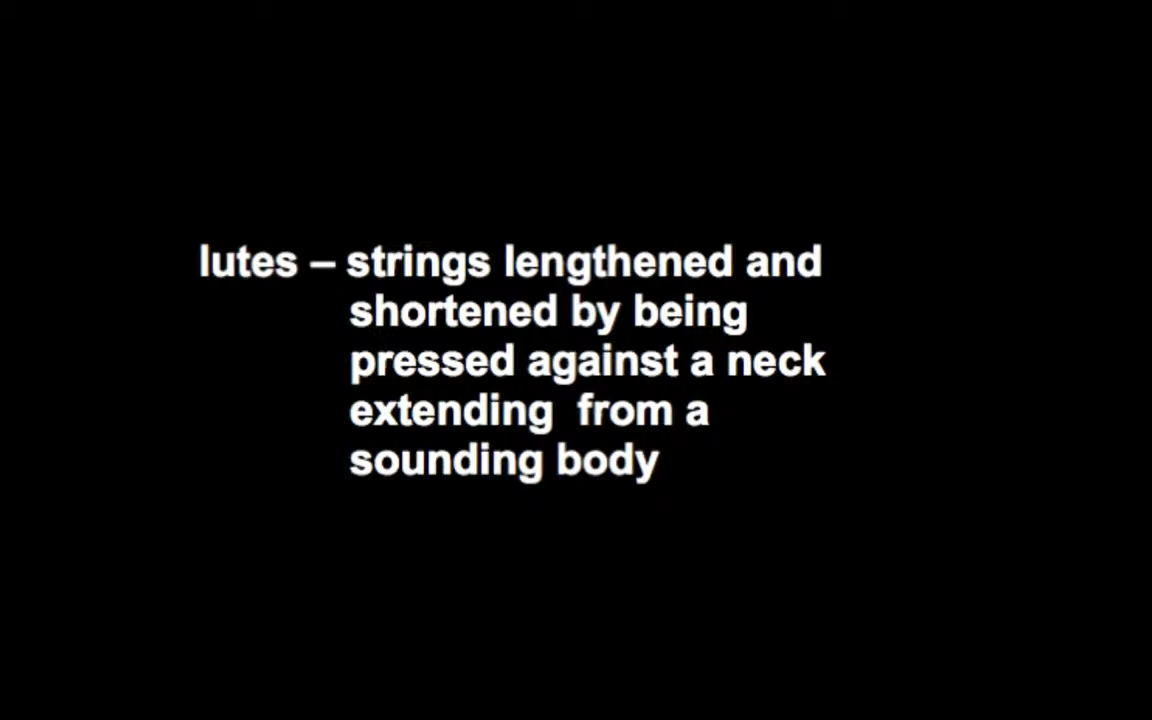 lutes – strings lengthened and
shortened by being
pressed against a neck
extending  from a
sounding body